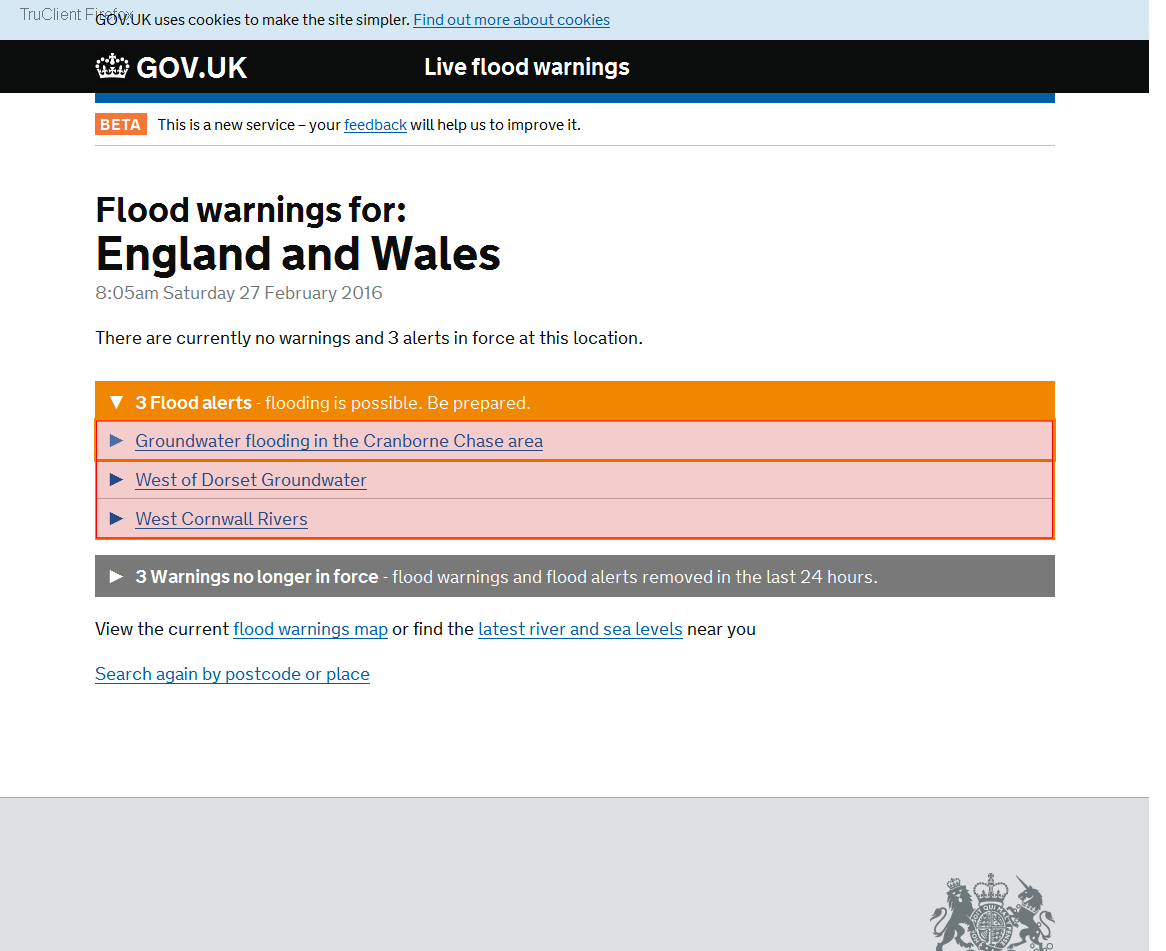 TruClient Firefox
GOV.UK uses cookies to make the site simpler. Find out more about cookies
GOV.UK Live flood warnings
BETA This is a new service – your feedback will help us to improve it.
Flood warnings for:
England and Wales
8:05am Saturday 27 February 2016
There are currently no warnings and 3 alerts in force at this location.
▼ 3 Flood alerts - flooding is possible. Be prepared.
► Groundwater flooding in the Cranborne Chase area
► West of Dorset Groundwater
► West Cornwall Rivers
► 3 Warnings no longer in force - flood warnings and flood alerts removed in the last 24 hours.
View the current flood warnings map or find the latest river and sea levels near you
Search again by postcode or place